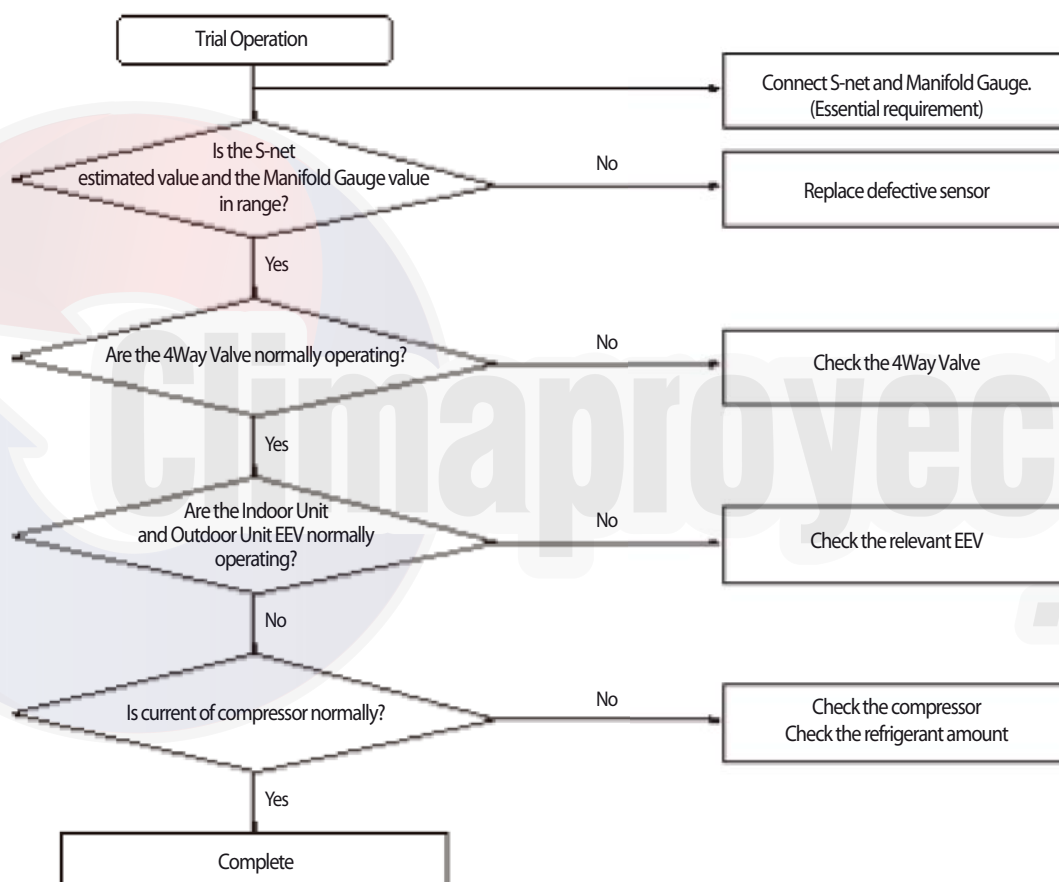 Trial Operation
Connect S-net and Manifold Gauge.
(Essential requirement)
Is the S-net
estimated value and the Manifold Gauge value
in range?
No
Replace defective sensor
Yes
Are the 4Way Valve normally operating?
No
Check the 4Way Valve
Yes
Are the Indoor Unit
and Outdoor Unit EEV normally
operating?
No
Check the relevant EEV
No
Is current of compressor normally?
No
Check the compressor
Check the refrigerant amount
Yes
Complete
Climaproyec